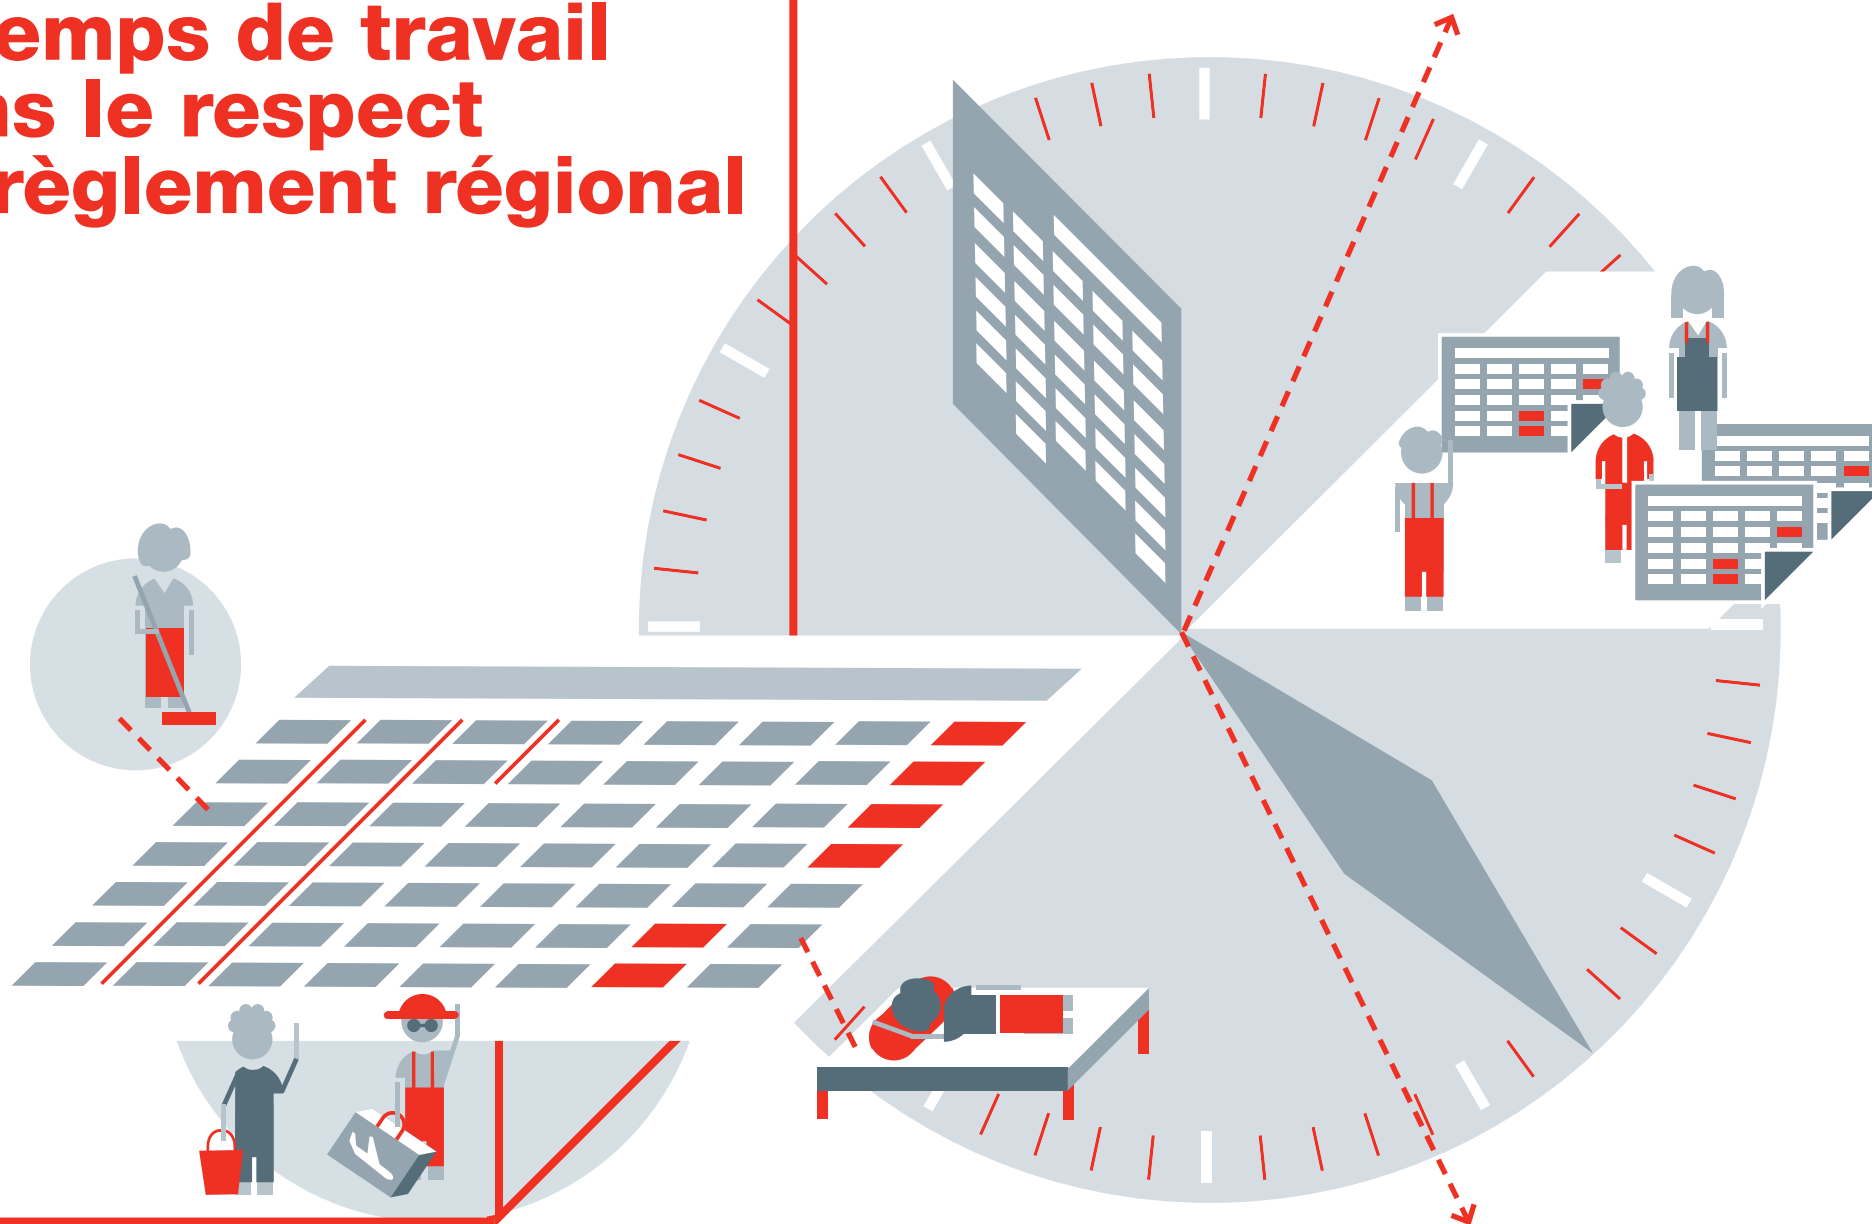 emps de travail
ns le respect
règlement régional